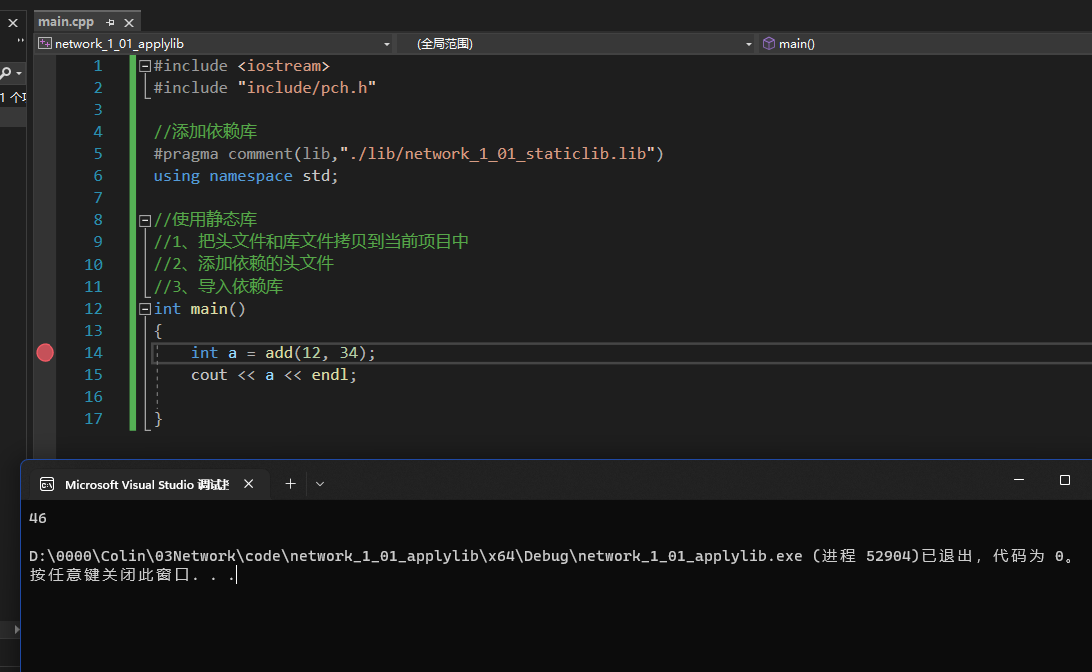 main.cpp
network_1_01_applylib (全局范围) main()
1 #include <iostream>
2 #include "include/pch.h"
3
4 //添加依赖库
5 #pragma comment(lib,"./lib/network_1_01_staticlib.lib")
6 using namespace std;
7
8 //使用静态库
9 //1、把头文件和库文件拷贝到当前项目中
10 //2、添加依赖的头文件
11 //3、导入依赖库
12 int main()
13 {
14 int a = add(12, 34);
15 cout << a << endl;
16
17 }
1 个
Microsoft Visual Studio 调试
46
D:\0000\Colin\03Network\code\network_1_01_applylib\x64\Debug\network_1_01_applylib.exe (进程 52904)已退出，代码为 0。
按任意键关闭此窗口. . .